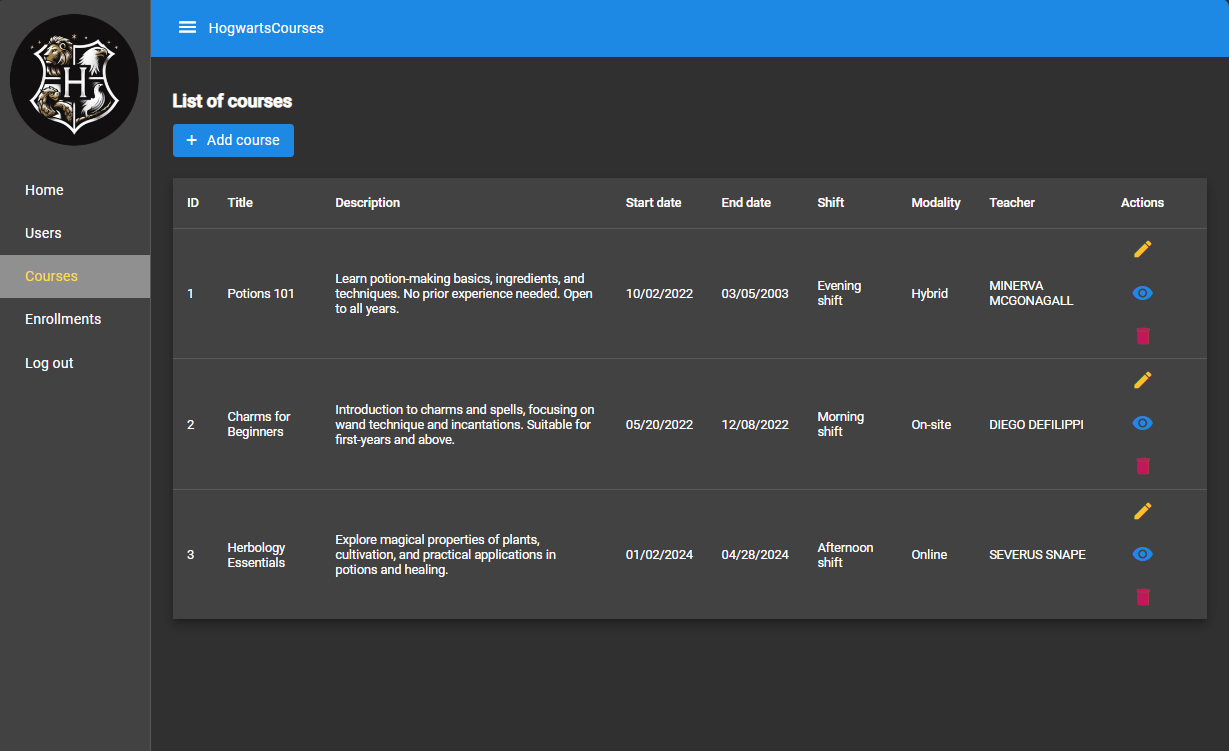 H
HogwartsCourses
Home
Users
Courses
Enrollments
Log out
List of courses
+ Add course
ID Title Description Start date End date Shift Modality Teacher Actions
1 Potions 101 Learn potion-making basics, ingredients, and techniques. No prior experience needed. Open to all years. 10/02/2022 03/05/2003 Evening shift Hybrid MINERVA MCGONAGALL
2 Charms for Beginners Introduction to charms and spells, focusing on wand technique and incantations. Suitable for first-years and above. 05/20/2022 12/08/2022 Morning shift On-site DIEGO DEFILIPPI
3 Herbology Essentials Explore magical properties of plants, cultivation, and practical applications in potions and healing. 01/02/2024 04/28/2024 Afternoon shift Online SEVERUS SNAPE